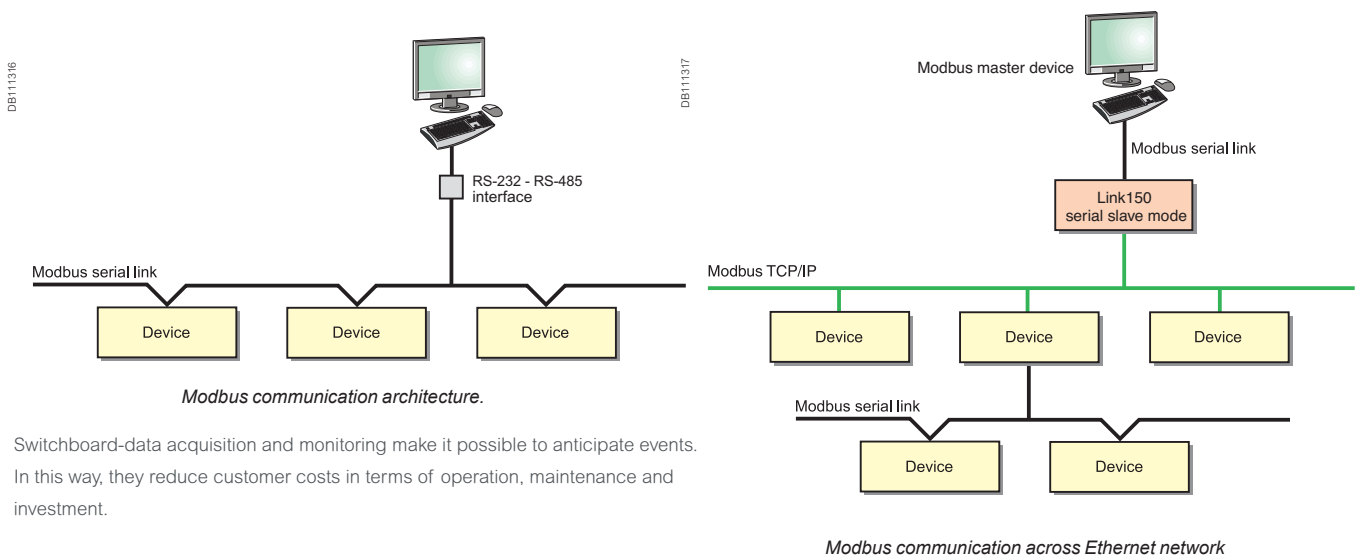 DB111316
RS-232 - RS-485
interface
Modbus serial link
Device
Device
Device
Modbus communication architecture.
Switchboard-data acquisition and monitoring make it possible to anticipate events.
In this way, they reduce customer costs in terms of operation, maintenance and
investment.
DB111317
Modbus master device
Modbus serial link
Link150
serial slave mode
Modbus TCP/IP
Device
Device
Device
Modbus serial link
Device
Device
Modbus communication across Ethernet network